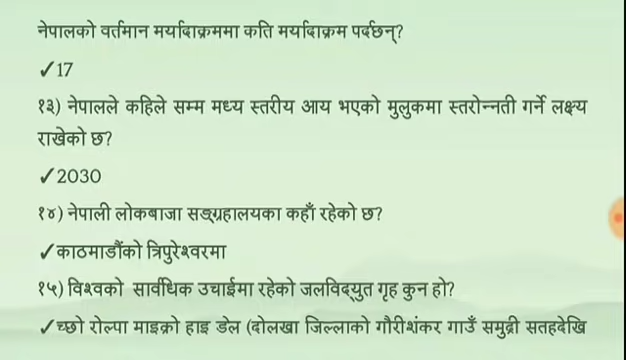 नेपालको वर्तमान मर्यादाक्रममा कति मर्यादाक्रम पर्दछन्?
✓17
१३) नेपालले कहिले सम्म मध्य स्तरीय आय भएको मुलुकमा स्तरोन्नती गर्ने लक्ष्य
राखेको छ?
✓2030
१४) नेपाली लोकबाजा सङ्ग्रहालयका कहाँ रहेको छ?
✓काठमाडौंको त्रिपुरेश्वरमा
१५) विश्वको सार्वधिक उचाईमा रहेको जलविद्युत गृह कुन हो?
✓च्छो रोल्पा माइक्रो हाइ डेल (दोलखा जिल्लाको गौरीशंकर गाउँ समुद्री सतहदेखि